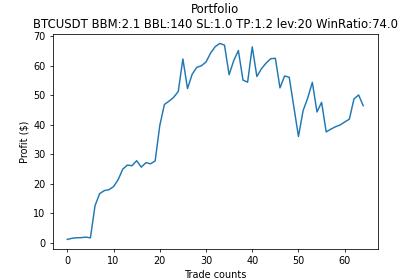 Portfolio
BTCUSDT BBM:2.1 BBL:140 SL:1.0 TP:1.2 lev:20 WinRatio:74.0
70
60
50
40
30
20
10
0
Profit ($)
0 10 20 30 40 50 60
Trade counts